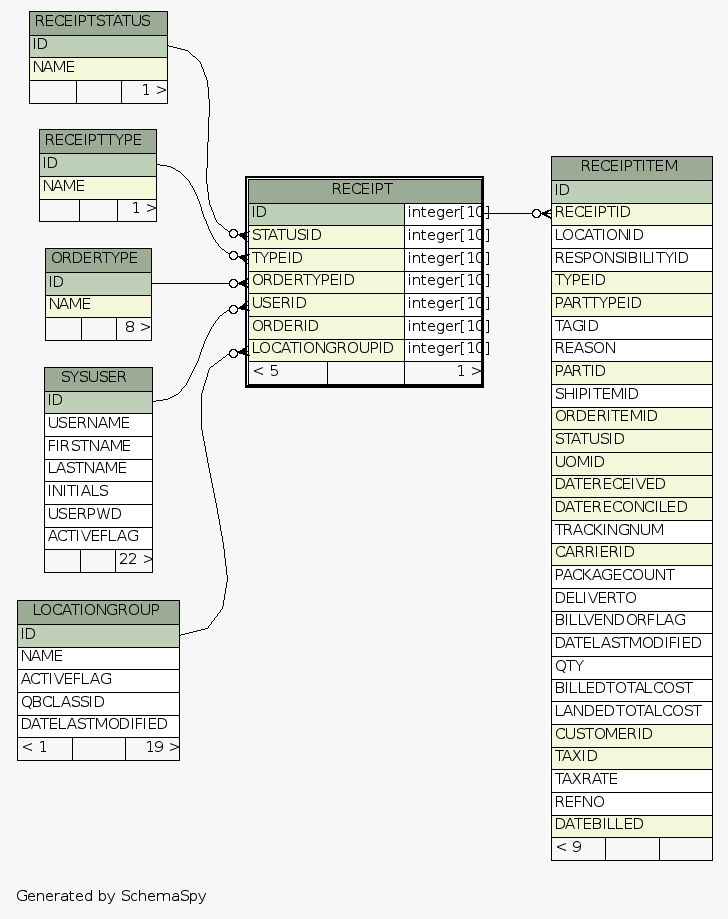 RECEIPTSTATUS
ID
NAME
1 >
RECEIPTTYPE
ID
NAME
1 >
ORDERTYPE
ID
NAME
8 >
SYSUSER
ID
USERNAME
FIRSTNAME
LASTNAME
INITIALS
USERPWD
ACTIVEFLAG
22 >
LOCATIONGROUP
ID
NAME
ACTIVEFLAG
QBCLASSID
DATELASTMODIFIED
< 1 19 >
RECEIPT
ID integer[10]
STATUSID integer[10]
TYPEID integer[10]
ORDERTYPEID integer[10]
USERID integer[10]
ORDERID integer[10]
LOCATIONGROUPID integer[10]
< 5 1 >
RECEIPTITEM
ID
RECEIPTID
LOCATIONID
RESPONSIBILITYID
TYPEID
PARTTYPEID
TAGID
REASON
PARTID
SHIPITEMID
ORDERITEMID
STATUSID
UOMID
DATERECEIVED
DATERECONCILED
TRACKINGNUM
CARRIERID
PACKAGECOUNT
DELIVERTO
BILLVENDORFLAG
DATELASTMODIFIED
QTY
BILLEDTOTALCOST
LANDEDTOTALCOST
CUSTOMERID
TAXID
TAXRATE
REFNO
DATEBILLED
< 9
Generated by SchemaSpy